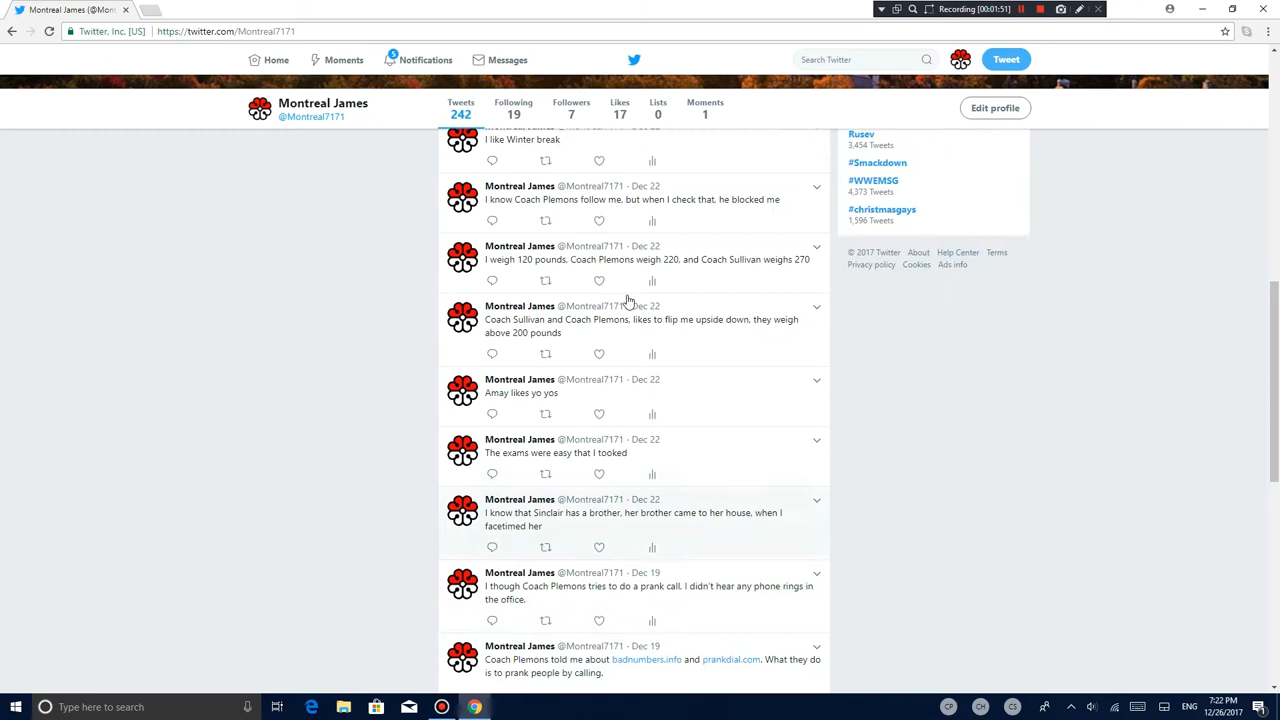 Montreal James (@Mont
Recording [00:01:51]
Twitter, Inc. [US]
https://twitter.com/Montreal7171
Home
Moments
5
Notifications
Messages
Search Twitter
Tweet
Montreal James
@Montreal7171
Tweets
242
Following
19
Followers
7
Likes
17
Lists
0
Moments
1
Edit profile
I like Winter break
Montreal James @Montreal7171 · Dec 22
I know Coach Plemons follow me, but when I check that, he blocked me
Montreal James @Montreal7171 · Dec 22
I weigh 120 pounds, Coach Plemons weigh 220, and Coach Sullivan weighs 270
Montreal James @Montreal7171 · Dec 22
Coach Sullivan and Coach Plemons, likes to flip me upside down, they weigh
above 200 pounds
Montreal James @Montreal7171 · Dec 22
Amay likes yo yos
Montreal James @Montreal7171 · Dec 22
The exams were easy that I tooked
Montreal James @Montreal7171 · Dec 22
I know that Sinclair has a brother, her brother came to her house, when I
facetimed her
Montreal James @Montreal7171 · Dec 19
I though Coach Plemons tries to do a prank call, I didn't hear any phone rings in
the office.
Montreal James @Montreal7171 · Dec 19
Coach Plemons told me about badnumbers.info and prankdial.com. What they do
is to prank people by calling.
Rusev
3,454 Tweets
#Smackdown
#WWEMSG
4,373 Tweets
#christmasgays
1,596 Tweets
© 2017 Twitter About Help Center Terms
Privacy policy Cookies Ads info
Type here to search
CP
CH
CS
ENG
7:22 PM
12/26/2017
1